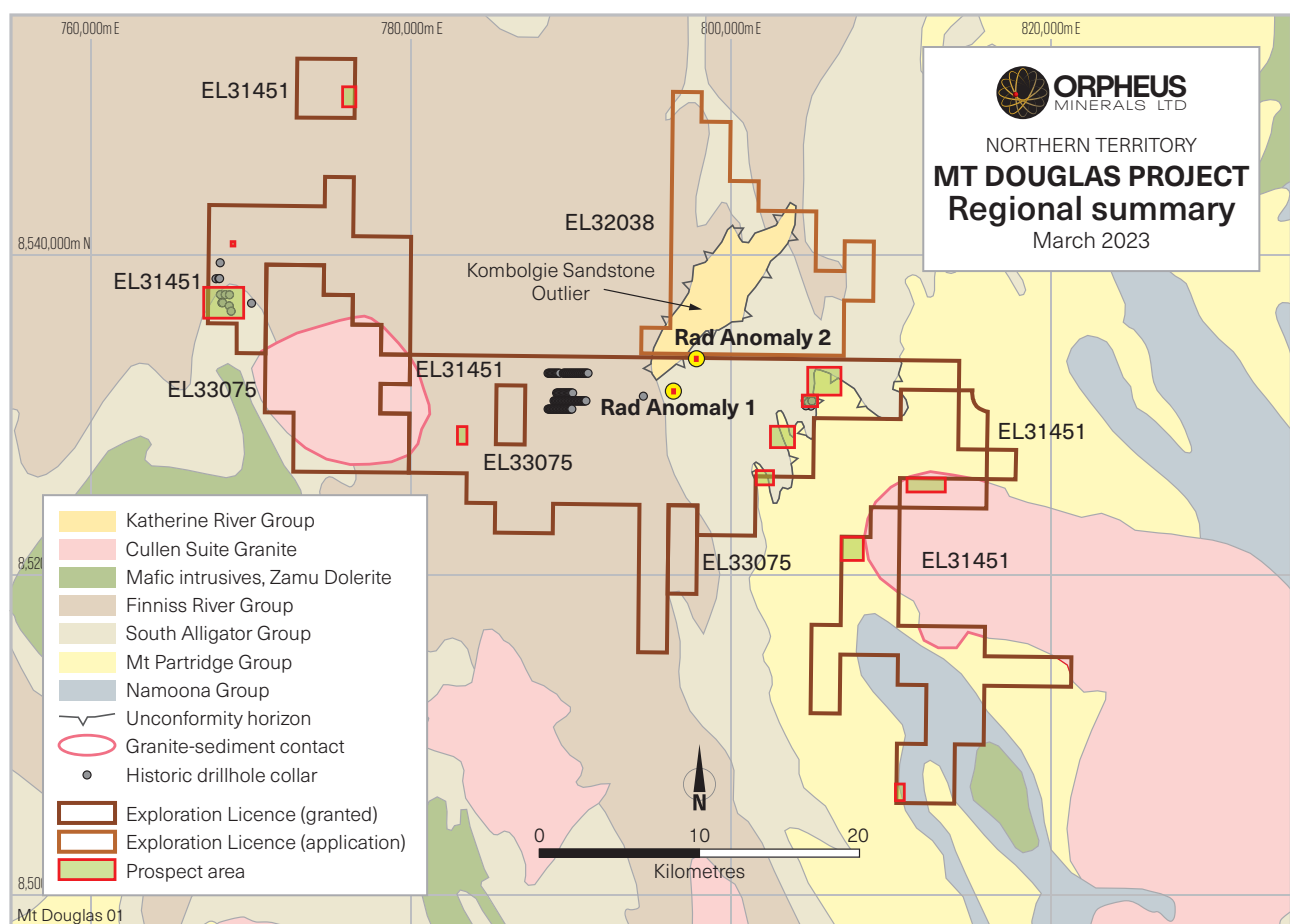 760,000m E
780,000m E
800,000m E
820,000m E
ORPHEUS
MINERALS LTD
NORTHERN TERRITORY
MT DOUGLAS PROJECT
Regional summary
March 2023
EL31451
EL32038
8,540,000m N
Kombolgie Sandstone
Outlier
EL31451
Rad Anomaly 2
EL31451
EL33075
Rad Anomaly 1
EL31451
EL33075
EL33075
EL31451
8,520
Katherine River Group
Cullen Suite Granite
Mafic intrusives, Zamu Dolerite
Finniss River Group
South Alligator Group
Mt Partridge Group
Namoona Group
Unconformity horizon
Granite-sediment contact
Historic drillhole collar
Exploration Licence (granted)
Exploration Licence (application)
Prospect area
N
0 10 20
Kilometres
8,500
Mt Douglas 01